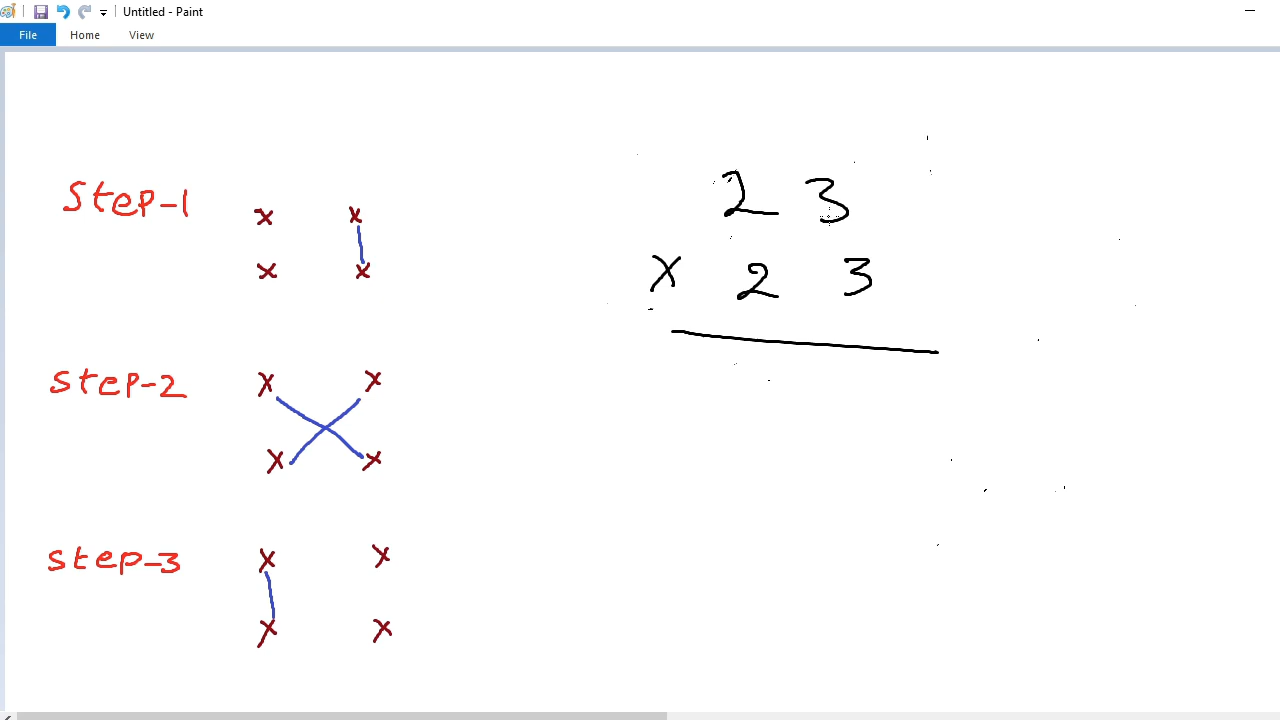 Untitled - Paint
File Home View
Step-1
x x
x x
2 3
x 2 3
Step-2
x x
x x
Step-3
x x
x x